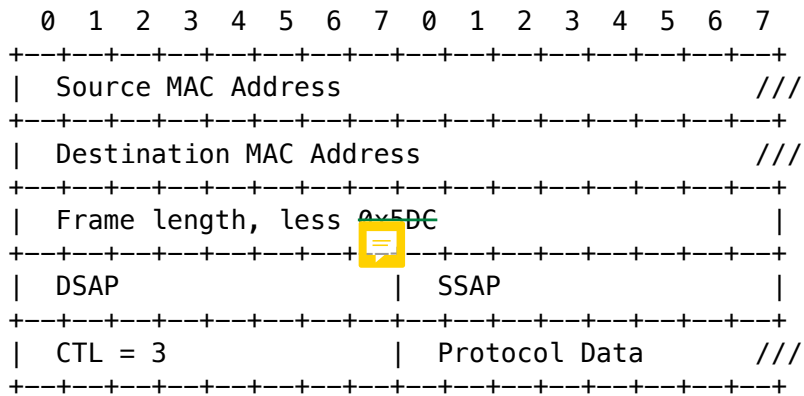 0 1 2 3 4 5 6 7 0 1 2 3 4 5 6 7
+--+--+--+--+--+--+--+--+--+--+--+--+--+--+--+--+
| Source MAC Address ///
+--+--+--+--+--+--+--+--+--+--+--+--+--+--+--+--+
| Destination MAC Address ///
+--+--+--+--+--+--+--+--+--+--+--+--+--+--+--+--+
| Frame length, less 0x5DC |
+--+--+--+--+--+--+--+--+--+--+--+--+--+--+--+--+
| DSAP | SSAP |
+--+--+--+--+--+--+--+--+--+--+--+--+--+--+--+--+
| CTL = 3 | Protocol Data ///
+--+--+--+--+--+--+--+--+--+--+--+--+--+--+--+--+